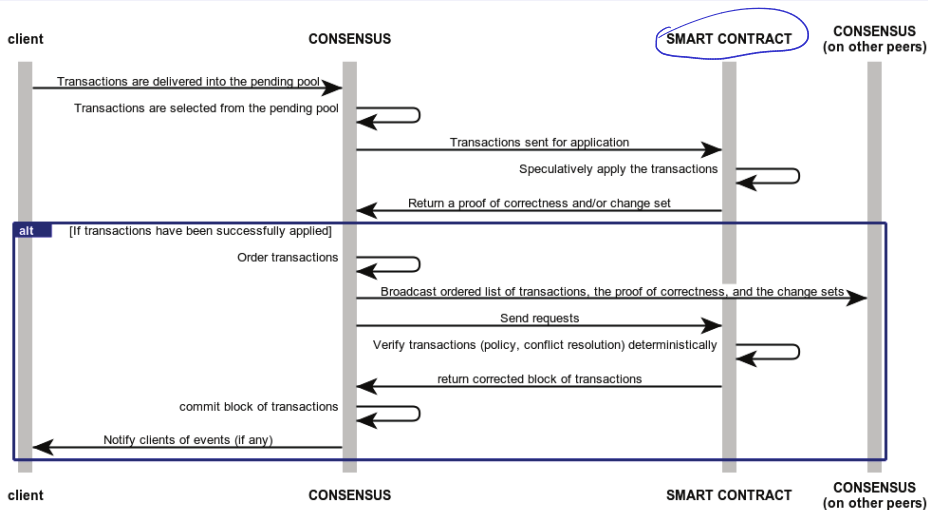 client
CONSENSUS
SMART CONTRACT
CONSENSUS
(on other peers)
Transactions are delivered into the pending pool
Transactions are selected from the pending pool
Transactions sent for application
Speculatively apply the transactions
Return a proof of correctness and/or change set
alt
[If transactions have been successfully applied]
Order transactions
Broadcast ordered list of transactions, the proof of correctness, and the change sets
Send requests
Verify transactions (policy, conflict resolution) deterministically
return corrected block of transactions
commit block of transactions
Notify clients of events (if any)
client
CONSENSUS
SMART CONTRACT
CONSENSUS
(on other peers)